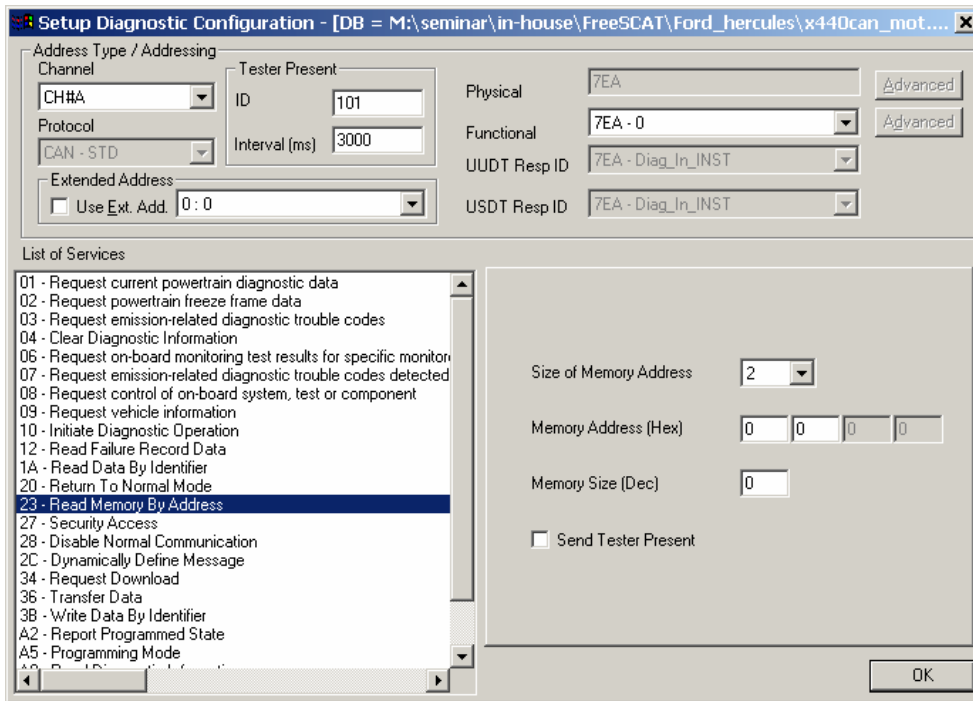 Setup Diagnostic Configuration - [DB = M:\seminar\in-house\FreeSCAT\Ford_hercules\x440can_mot....
Address Type / Addressing
Channel
CH#A
Protocol
CAN - STD
Tester Present
ID 101
Interval (ms) 3000
Extended Address
Use Ext. Add. 0 : 0
Physical 7EA Advanced
Functional 7EA - 0 Advanced
UUDT Resp ID 7EA - Diag_In_INST
USDT Resp ID 7EA - Diag_In_INST
List of Services
01 - Request current powertrain diagnostic data
02 - Request powertrain freeze frame data
03 - Request emission-related diagnostic trouble codes
04 - Clear Diagnostic Information
06 - Request on-board monitoring test results for specific monitor
07 - Request emission-related diagnostic trouble codes detected
08 - Request control of on-board system, test or component
09 - Request vehicle information
10 - Initiate Diagnostic Operation
12 - Read Failure Record Data
1A - Read Data By Identifier
20 - Return To Normal Mode
23 - Read Memory By Address
27 - Security Access
28 - Disable Normal Communication
2C - Dynamically Define Message
34 - Request Download
36 - Transfer Data
3B - Write Data By Identifier
A2 - Report Programmed State
A5 - Programming Mode
Size of Memory Address 2
Memory Address (Hex) 0 0 0 0
Memory Size (Dec) 0
Send Tester Present
OK